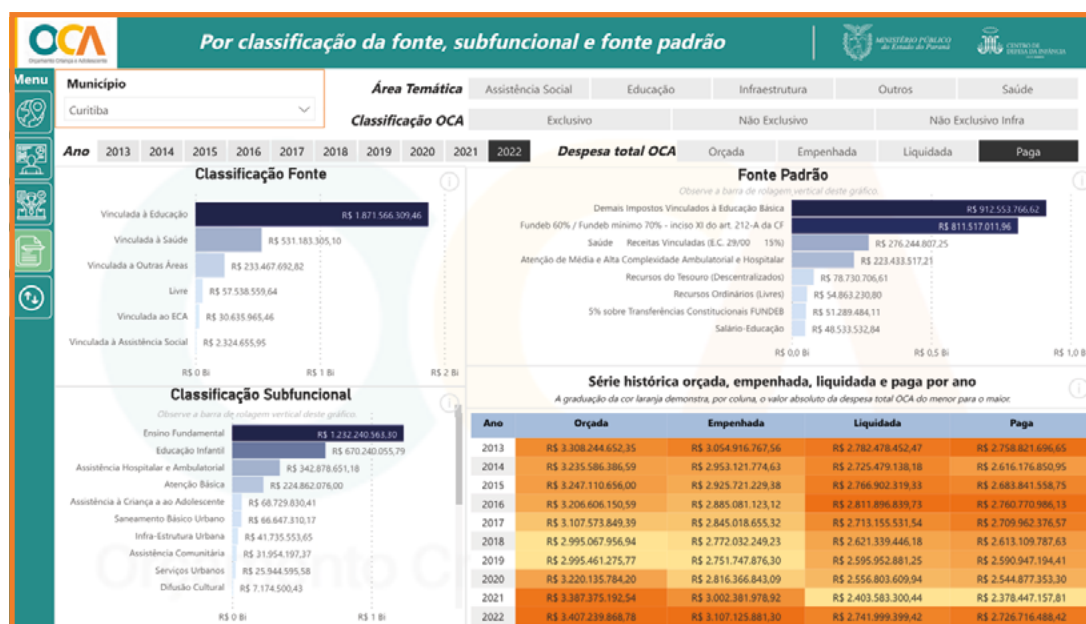 OCA
Orçamento Criança e Adolescente
Por classificação da fonte, subfuncional e fonte padrão
MINISTÉRIO PÚBLICO
do Estado do Paraná
Menu
Município
Curitiba
Área Temática
Assistência Social Educação Infraestrutura Outros Saúde
Classificação OCA
Exclusivo Não Exclusivo Não Exclusivo Infra
Ano 2013 2014 2015 2016 2017 2018 2019 2020 2021 2022
Despesa total OCA Orçada Empenhada Liquidada Paga
Classificação Fonte
Vinculada à Educação R$ 1.871.566.309,46
Vinculada à Saúde R$ 531.183.305,10
Vinculada a Outras Áreas R$ 233.467.692,82
Livre R$ 57.538.559,64
Vinculada ao ECA R$ 30.635.965,46
Vinculada à Assistência Social R$ 2.324.655,95
R$ 0 Bi R$ 1 Bi R$ 2 Bi
Fonte Padrão
Observe a barra de rolagem vertical deste gráfico.
Demais Impostos Vinculados à Educação Básica R$ 912.553.766,62
Fundeb 60% / Fundeb mínimo 70% - inciso XI do art. 212-A da CF R$ 811.517.011,96
Saúde Receitas Vinculadas (E.C. 29/00 15%) R$ 276.244.807,25
Atenção de Média e Alta Complexidade Ambulatorial e Hospitalar R$ 223.433.517,21
Recursos do Tesouro (Descentralizados) R$ 78.730.706,61
Recursos Ordinários (Livres) R$ 54.863.230,80
5% sobre Transferências Constitucionais FUNDEB R$ 51.289.484,11
Salário-Educação R$ 48.533.532,84
R$ 0,0 Bi R$ 0,5 Bi R$ 1,0 B
Classificação Subfuncional
Observe a barra de rolagem vertical deste gráfico.
Ensino Fundamental R$ 1.232.240.563,30
Educação Infantil R$ 670.240.055,79
Assistência Hospitalar e Ambulatorial R$ 342.878.651,18
Atenção Básica R$ 224.862.076,00
Assistência à Criança a ao Adolescente R$ 68.729.830,41
Saneamento Básico Urbano R$ 66.647.310,17
Infra-Estrutura Urbana R$ 41.735.553,65
Assistência Comunitária R$ 31.954.197,37
Serviços Urbanos R$ 25.944.595,58
Difusão Cultural R$ 7.174.500,43
R$ 0 Bi R$ 1 Bi
Série histórica orçada, empenhada, liquidada e paga por ano
A graduação da cor laranja demonstra, por coluna, o valor absoluto da despesa total OCA do menor para o maior.
Ano Orçada Empenhada Liquidada Paga
2013 R$ 3.308.244.652,35 R$ 3.054.916.767,56 R$ 2.782.478.452,47 R$ 2.758.821.696,65
2014 R$ 3.235.586.386,59 R$ 2.953.121.774,63 R$ 2.725.479.138,18 R$ 2.616.176.850,95
2015 R$ 3.247.110.656,00 R$ 2.925.721.229,38 R$ 2.766.902.319,33 R$ 2.683.841.558,75
2016 R$ 3.206.606.150,59 R$ 2.885.081.123,12 R$ 2.811.896.839,73 R$ 2.760.770.986,13
2017 R$ 3.107.573.849,39 R$ 2.845.018.655,32 R$ 2.713.155.531,54 R$ 2.709.962.376,57
2018 R$ 2.995.067.956,94 R$ 2.772.032.249,23 R$ 2.621.339.446,18 R$ 2.613.109.787,63
2019 R$ 2.995.461.275,77 R$ 2.751.747.876,30 R$ 2.595.952.881,25 R$ 2.590.947.194,41
2020 R$ 3.220.135.784,20 R$ 2.816.366.843,09 R$ 2.556.803.609,94 R$ 2.544.877.353,30
2021 R$ 3.387.375.192,54 R$ 3.002.381.978,92 R$ 2.403.583.300,44 R$ 2.378.447.157,81
2022 R$ 3.407.239.868,78 R$ 3.107.125.881,30 R$ 2.741.999.399,42 R$ 2.726.716.488,42